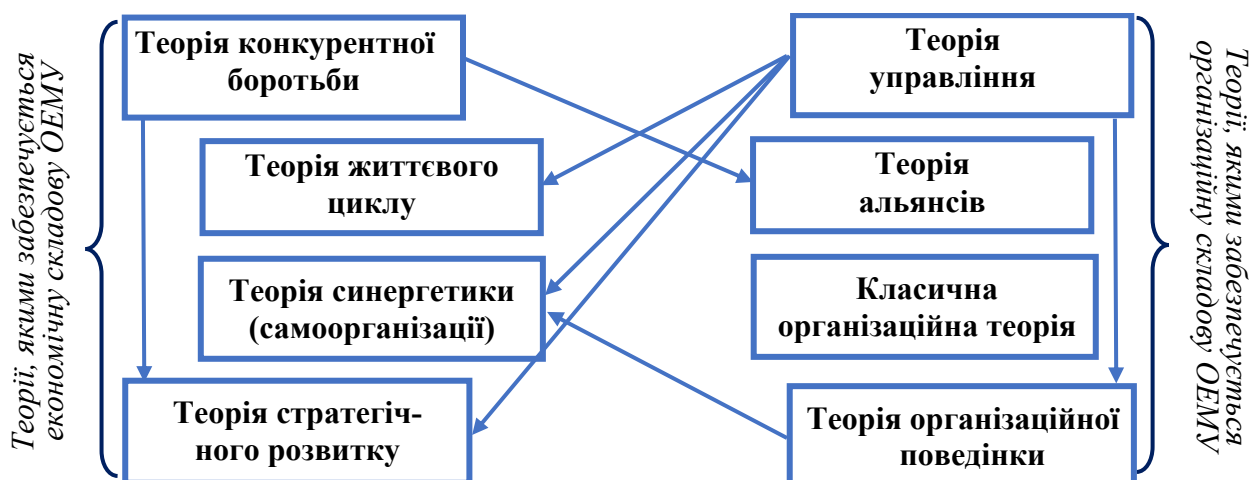 Теорії, якими забезпечується
економічну складову ОЕМУ
Теорія конкурентної
боротьби
Теорія
управління
Теорія життєвого
циклу
Теорія
альянсів
Теорія синергетики
(самоорганізації)
Класична
організаційна теорія
Теорія стратегіч-
ного розвитку
Теорія організаційної
поведінки
Теорії, якими забезпечується
організаційну складову ОЕМУ